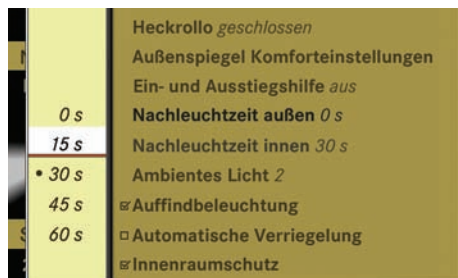 Heckrollo geschlossen
Außenspiegel Komforteinstellungen
Ein- und Ausstiegshilfe aus
0 s Nachleuchtzeit außen 0 s
15 s Nachleuchtzeit innen 30 s
• 30 s Ambientes Licht 2
45 s Auffindbeleuchtung
60 s Automatische Verriegelung
Innenraumschutz